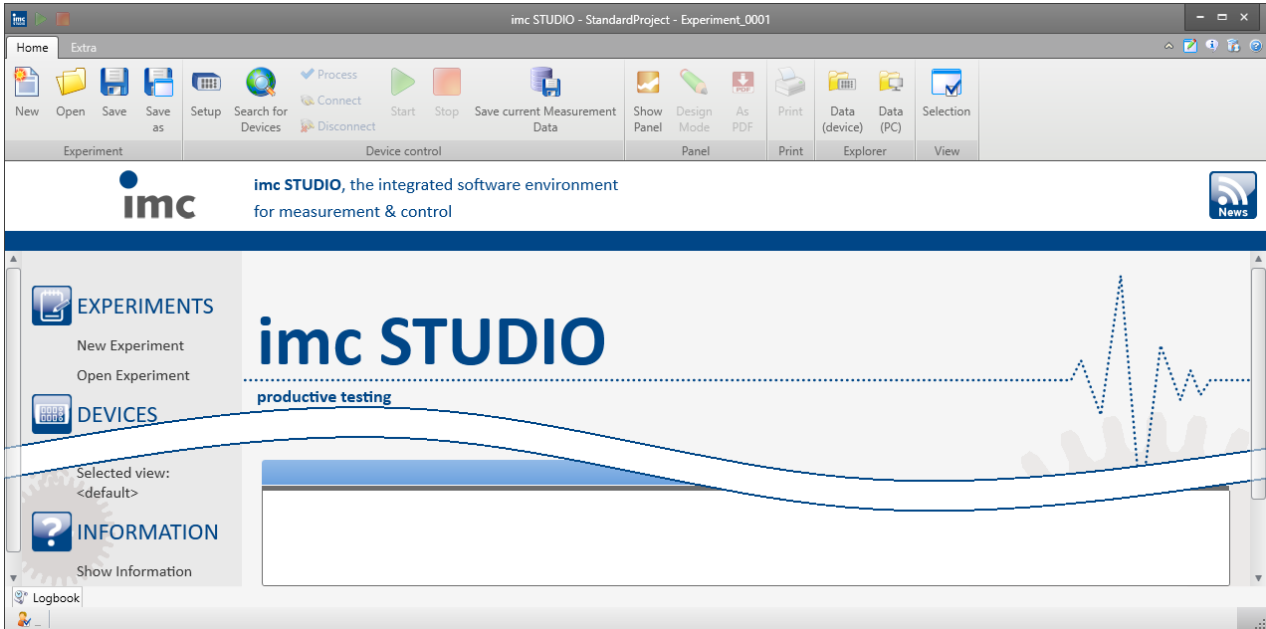 imc STUDIO - StandardProject - Experiment_0001
Home Extra
New Open Save Save as Setup Search for Devices Process Connect Disconnect Start Stop Save current Measurement Data Show Panel Design Mode As PDF Print Data (device) Data (PC) Selection
Experiment Device control Panel Print Explorer View
imc
imc STUDIO, the integrated software environment
for measurement & control
News
EXPERIMENTS
New Experiment
Open Experiment
DEVICES
Selected view:
<default>
INFORMATION
Show Information
imc STUDIO
productive testing
Logbook